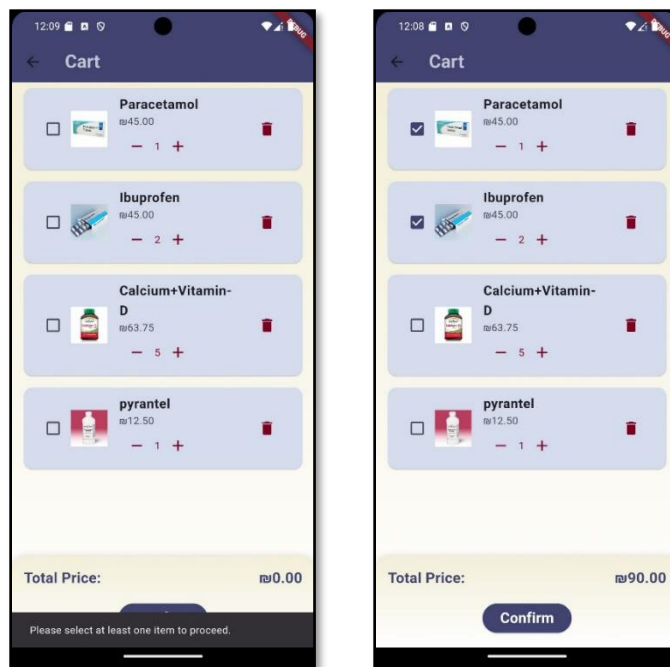 12:09
DEBUG
Cart
Paracetamol
₪45.00
1
Ibuprofen
₪45.00
2
Calcium+Vitamin-
D
₪63.75
5
pyrantel
₪12.50
1
Total Price:
₪0.00
Please select at least one item to proceed.
12:08
Cart
Paracetamol
₪45.00
1
Ibuprofen
₪45.00
2
Calcium+Vitamin-
D
₪63.75
5
pyrantel
₪12.50
1
Total Price:
₪90.00
Confirm